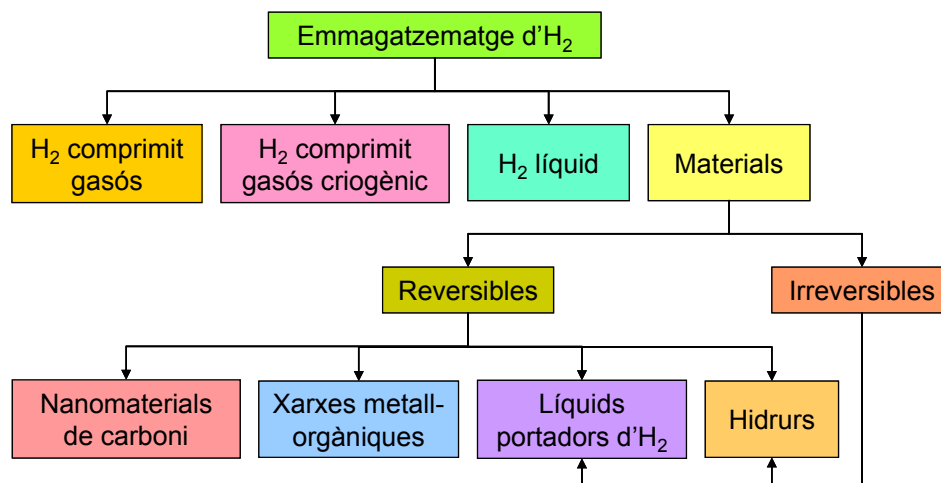 Emmagatzematge d’H₂
H₂ comprimit
gasós
H₂ comprimit
gasós criogènic
H₂ líquid
Materials
Reversibles
Irreversibles
Nanomaterials
de carboni
Xarxes metall-
orgàniques
Líquids
portadors d’H₂
Hidrurs